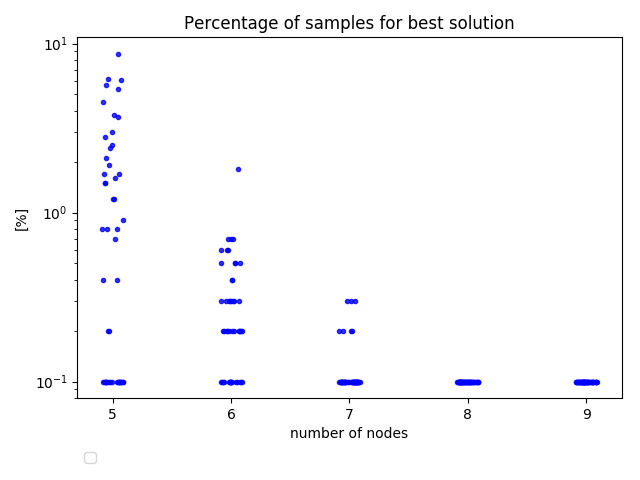 Percentage of samples for best solution
[%]
10¹
10⁰
10⁻¹
5 6 7 8 9
number of nodes